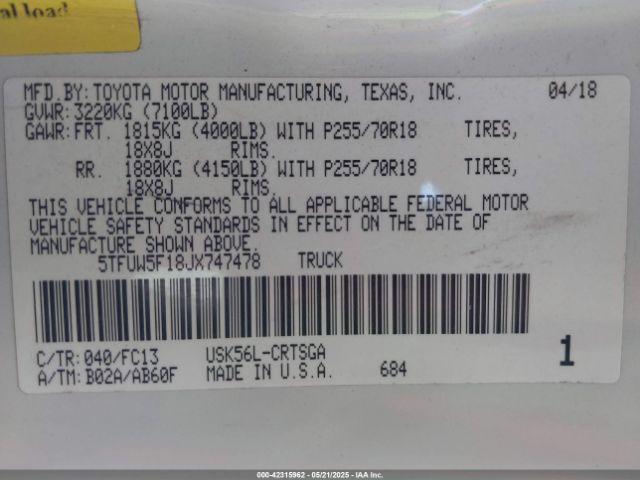 al load
MFD.BY: TOYOTA MOTOR MANUFACTURING, TEXAS, INC. 04/18
GVWR: 3220KG (7100LB)
GAWR: FRT. 1815KG (4000LB) WITH P255/70R18 TIRES,
18X8J RIMS.
RR. 1880KG (4150LB) WITH P255/70R18 TIRES,
18X8J RIMS.
THIS VEHICLE CONFORMS TO ALL APPLICABLE FEDERAL MOTOR
VEHICLE SAFETY STANDARDS IN EFFECT ON THE DATE OF
MANUFACTURE SHOWN ABOVE.
5TFUW5F18JX747478 TRUCK
C/TR: 040/FC13 USK56L-CRTSGA 1
A/TM: B02A/AB60F MADE IN U.S.A. 684
000-42315962 - 05/21/2025 - IAA Inc.